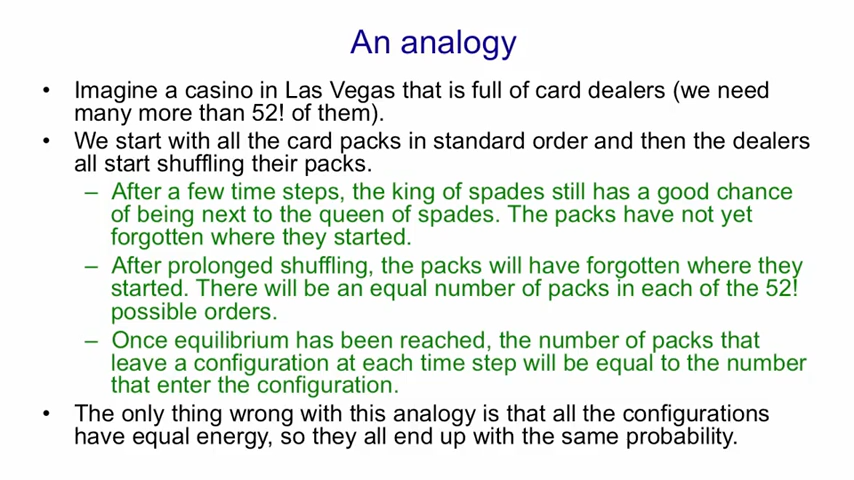 An analogy
• Imagine a casino in Las Vegas that is full of card dealers (we need
many more than 52! of them).
• We start with all the card packs in standard order and then the dealers
all start shuffling their packs.
– After a few time steps, the king of spades still has a good chance
of being next to the queen of spades. The packs have not yet
forgotten where they started.
– After prolonged shuffling, the packs will have forgotten where they
started. There will be an equal number of packs in each of the 52!
possible orders.
– Once equilibrium has been reached, the number of packs that
leave a configuration at each time step will be equal to the number
that enter the configuration.
• The only thing wrong with this analogy is that all the configurations
have equal energy, so they all end up with the same probability.